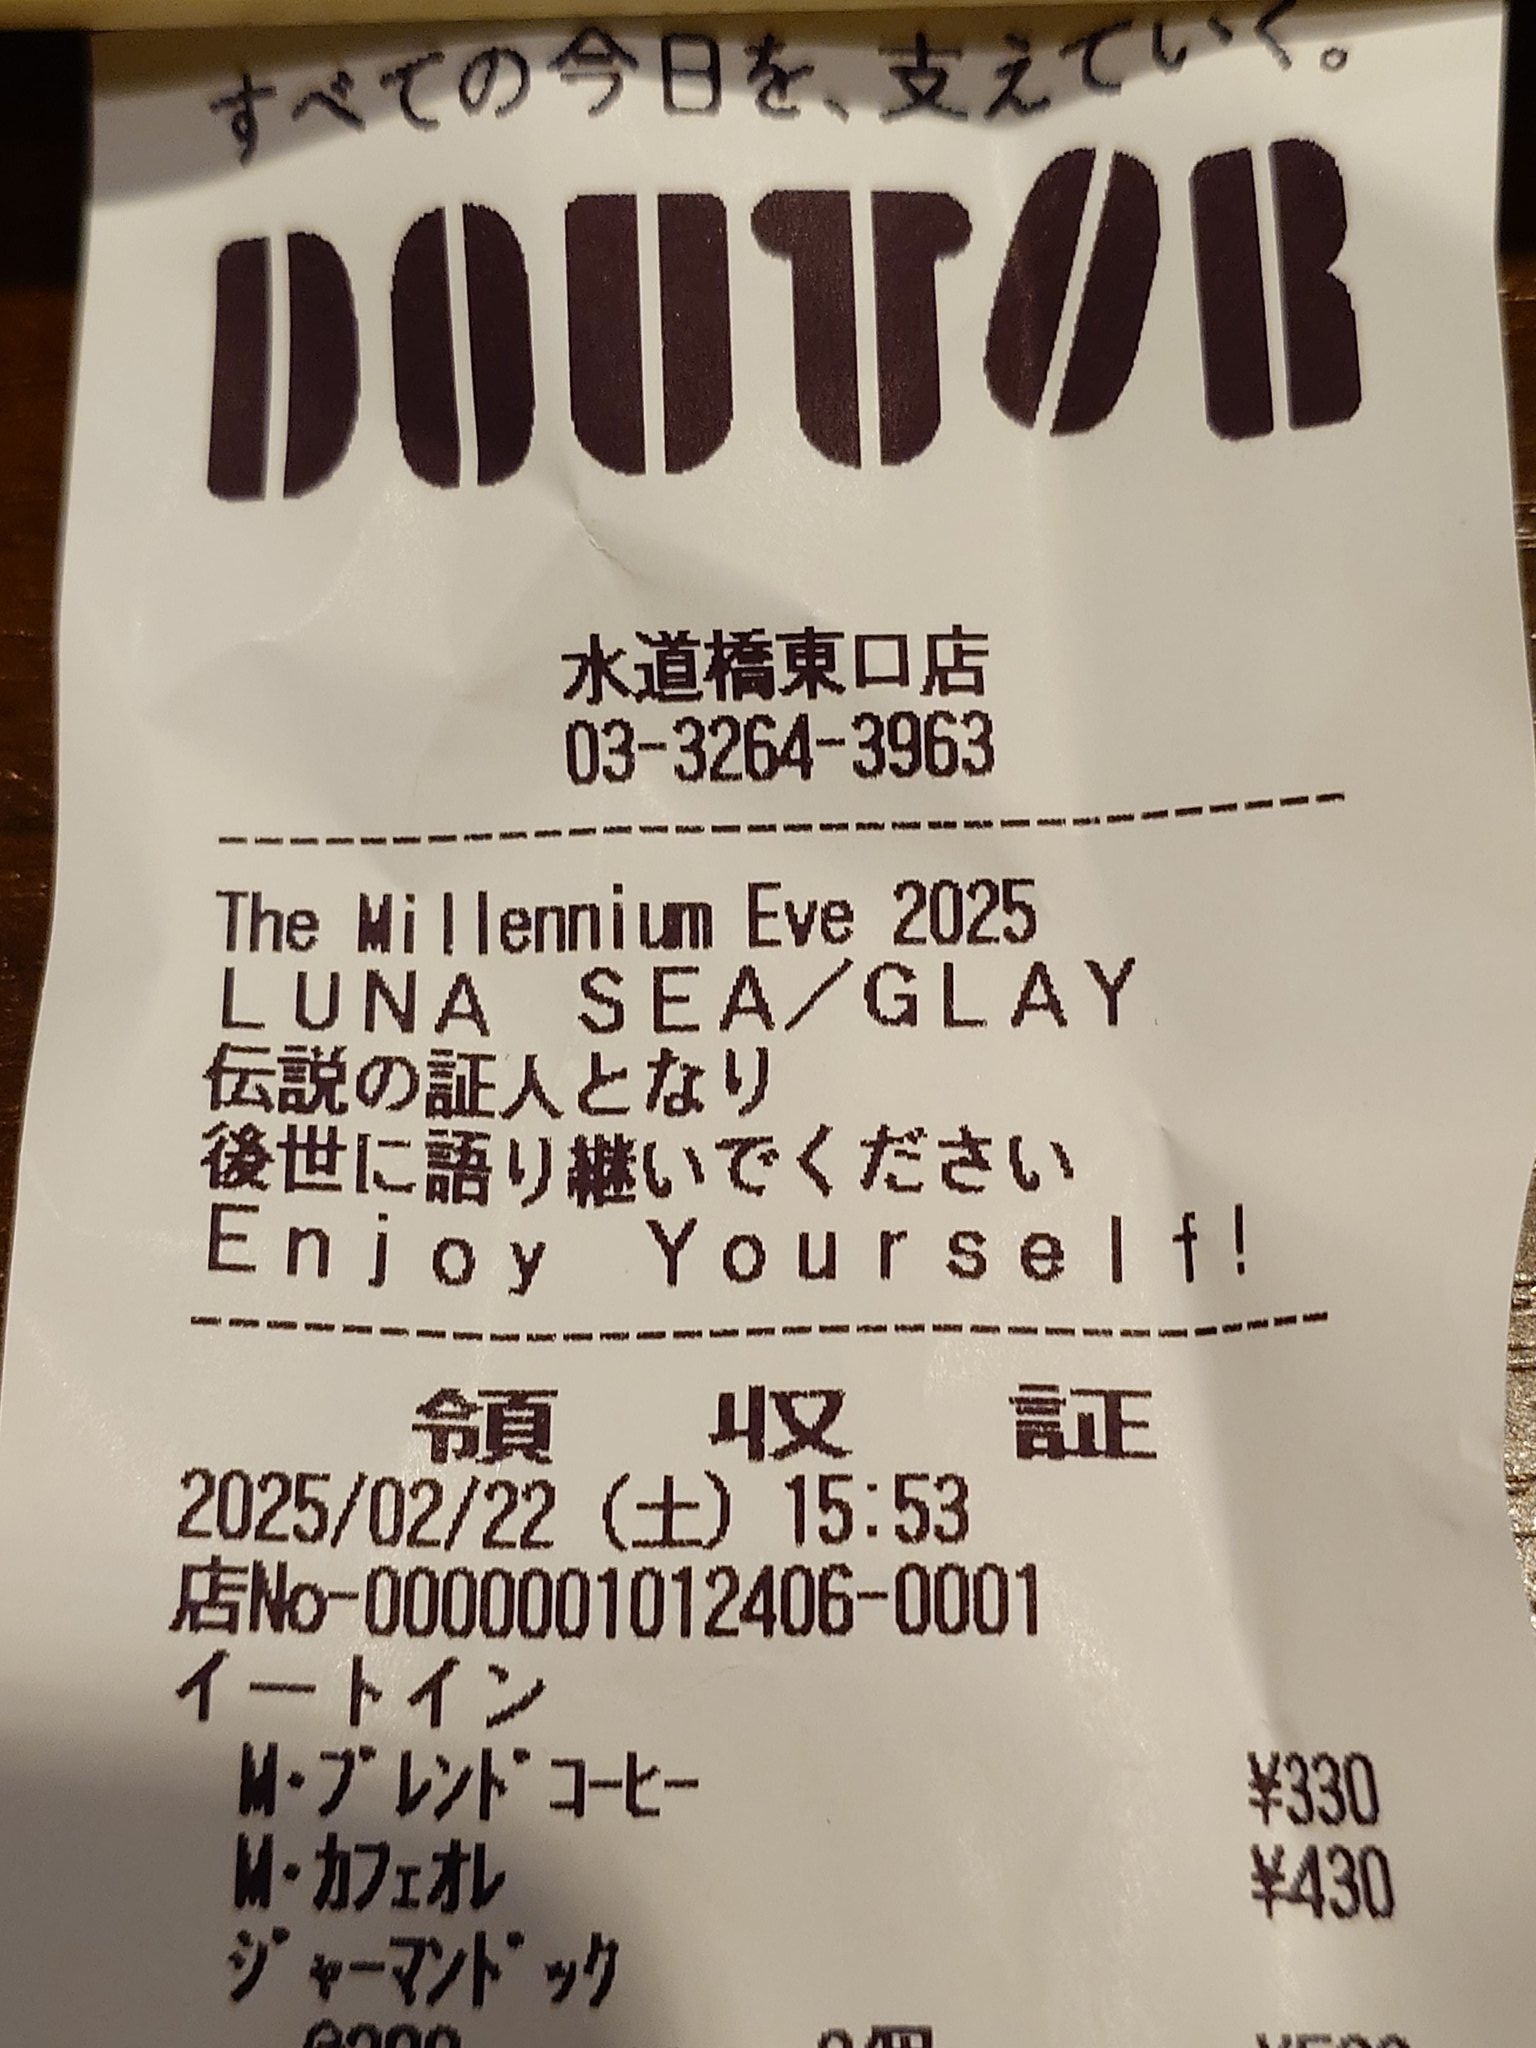 すべての今日を、支えていく。
DOUTOR
水道橋東口店
03-3264-3963
The Millennium Eve 2025
LUNA SEA/GLAY
伝説の証人となり
後世に語り継いでください
Enjoy Yourself!
領 収 証
2025/02/22 (土) 15:53
店No-0000001012406-0001
イートイン
M・ブレンドコーヒー ¥330
M・カフェオレ ¥430
ジャーマンドック